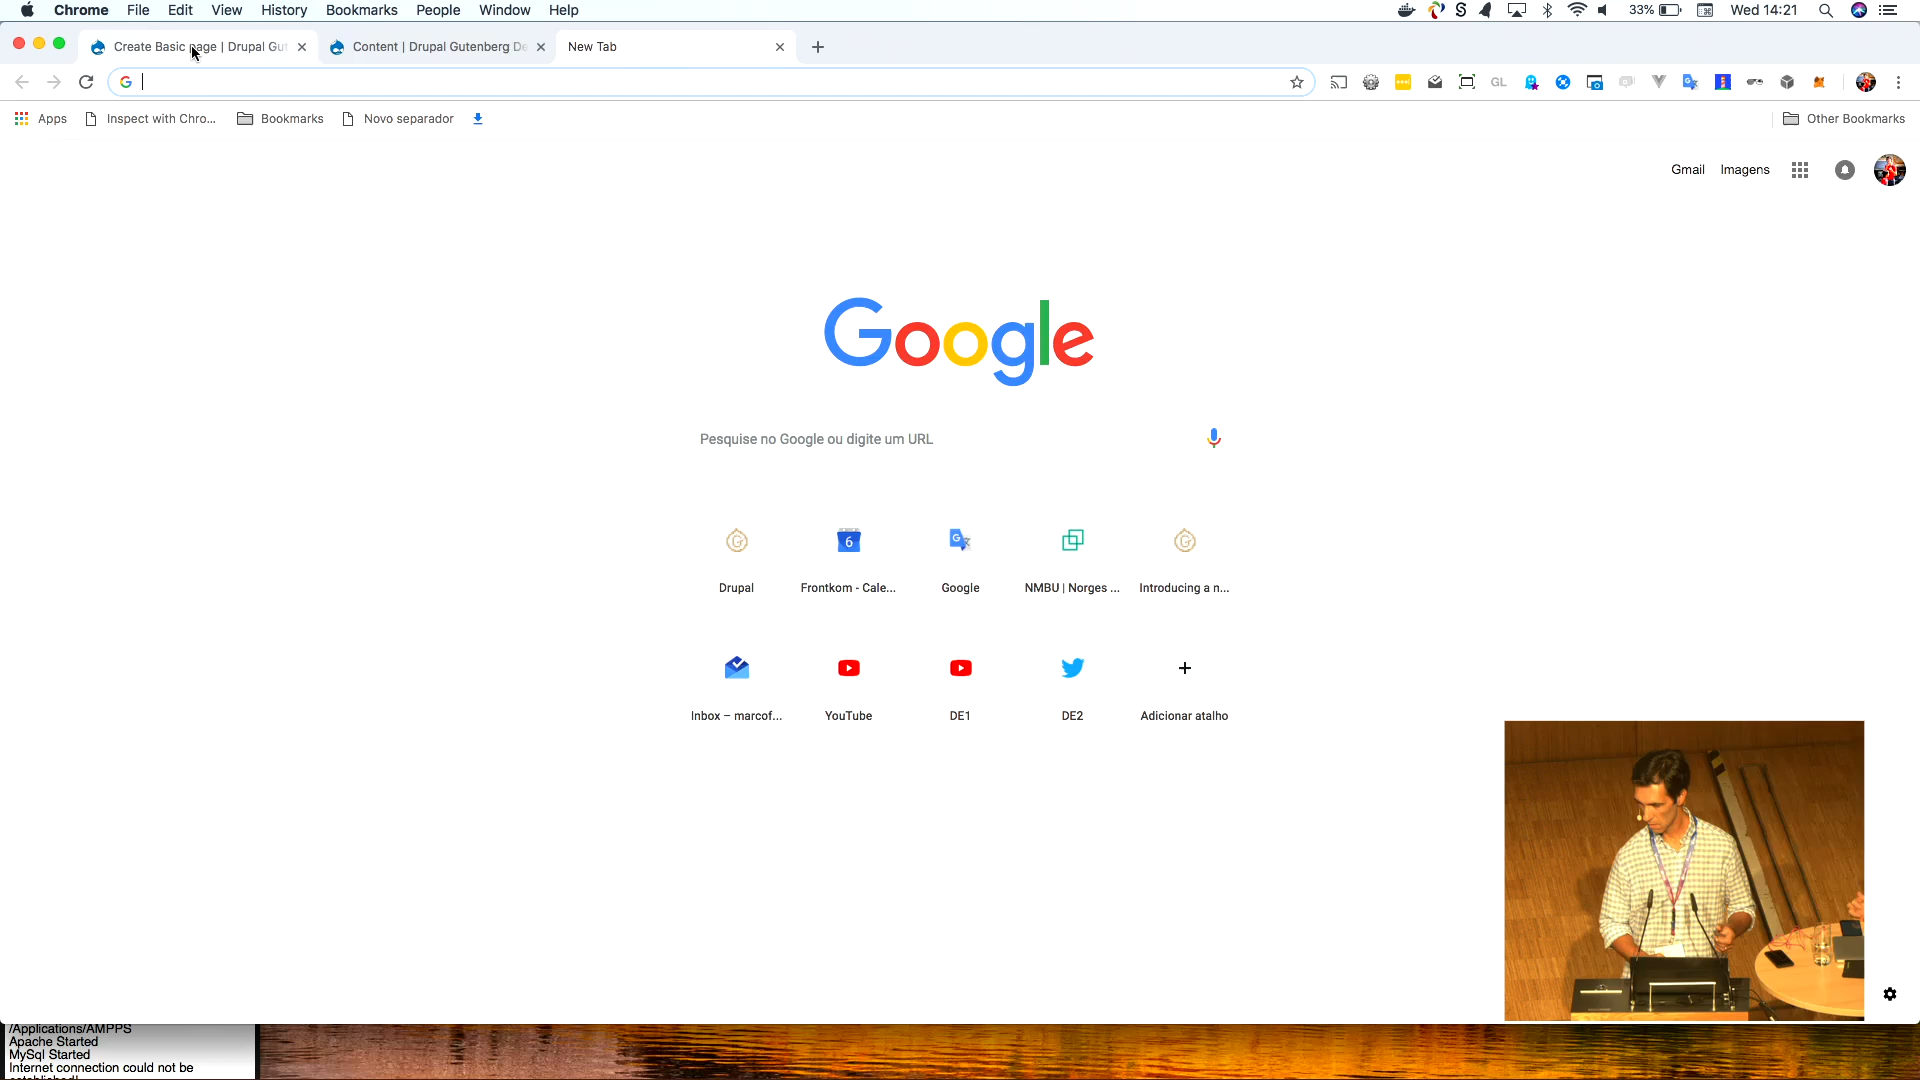 Chrome File Edit View History Bookmarks People Window Help
33% Wed 14:21
Create Basic page | Drupal Gut
Content | Drupal Gutenberg De
New Tab
GL
Apps Inspect with Chro... Bookmarks Novo separador Other Bookmarks
Gmail Imagens
Google
Pesquise no Google ou digite um URL
6
Drupal Frontkom - Cale... Google NMBU | Norges ... Introducing a n...
Inbox – marcof... YouTube DE1 DE2 Adicionar atalho
/Applications/AMPPS
Apache Started
MySql Started
Internet connection could not be